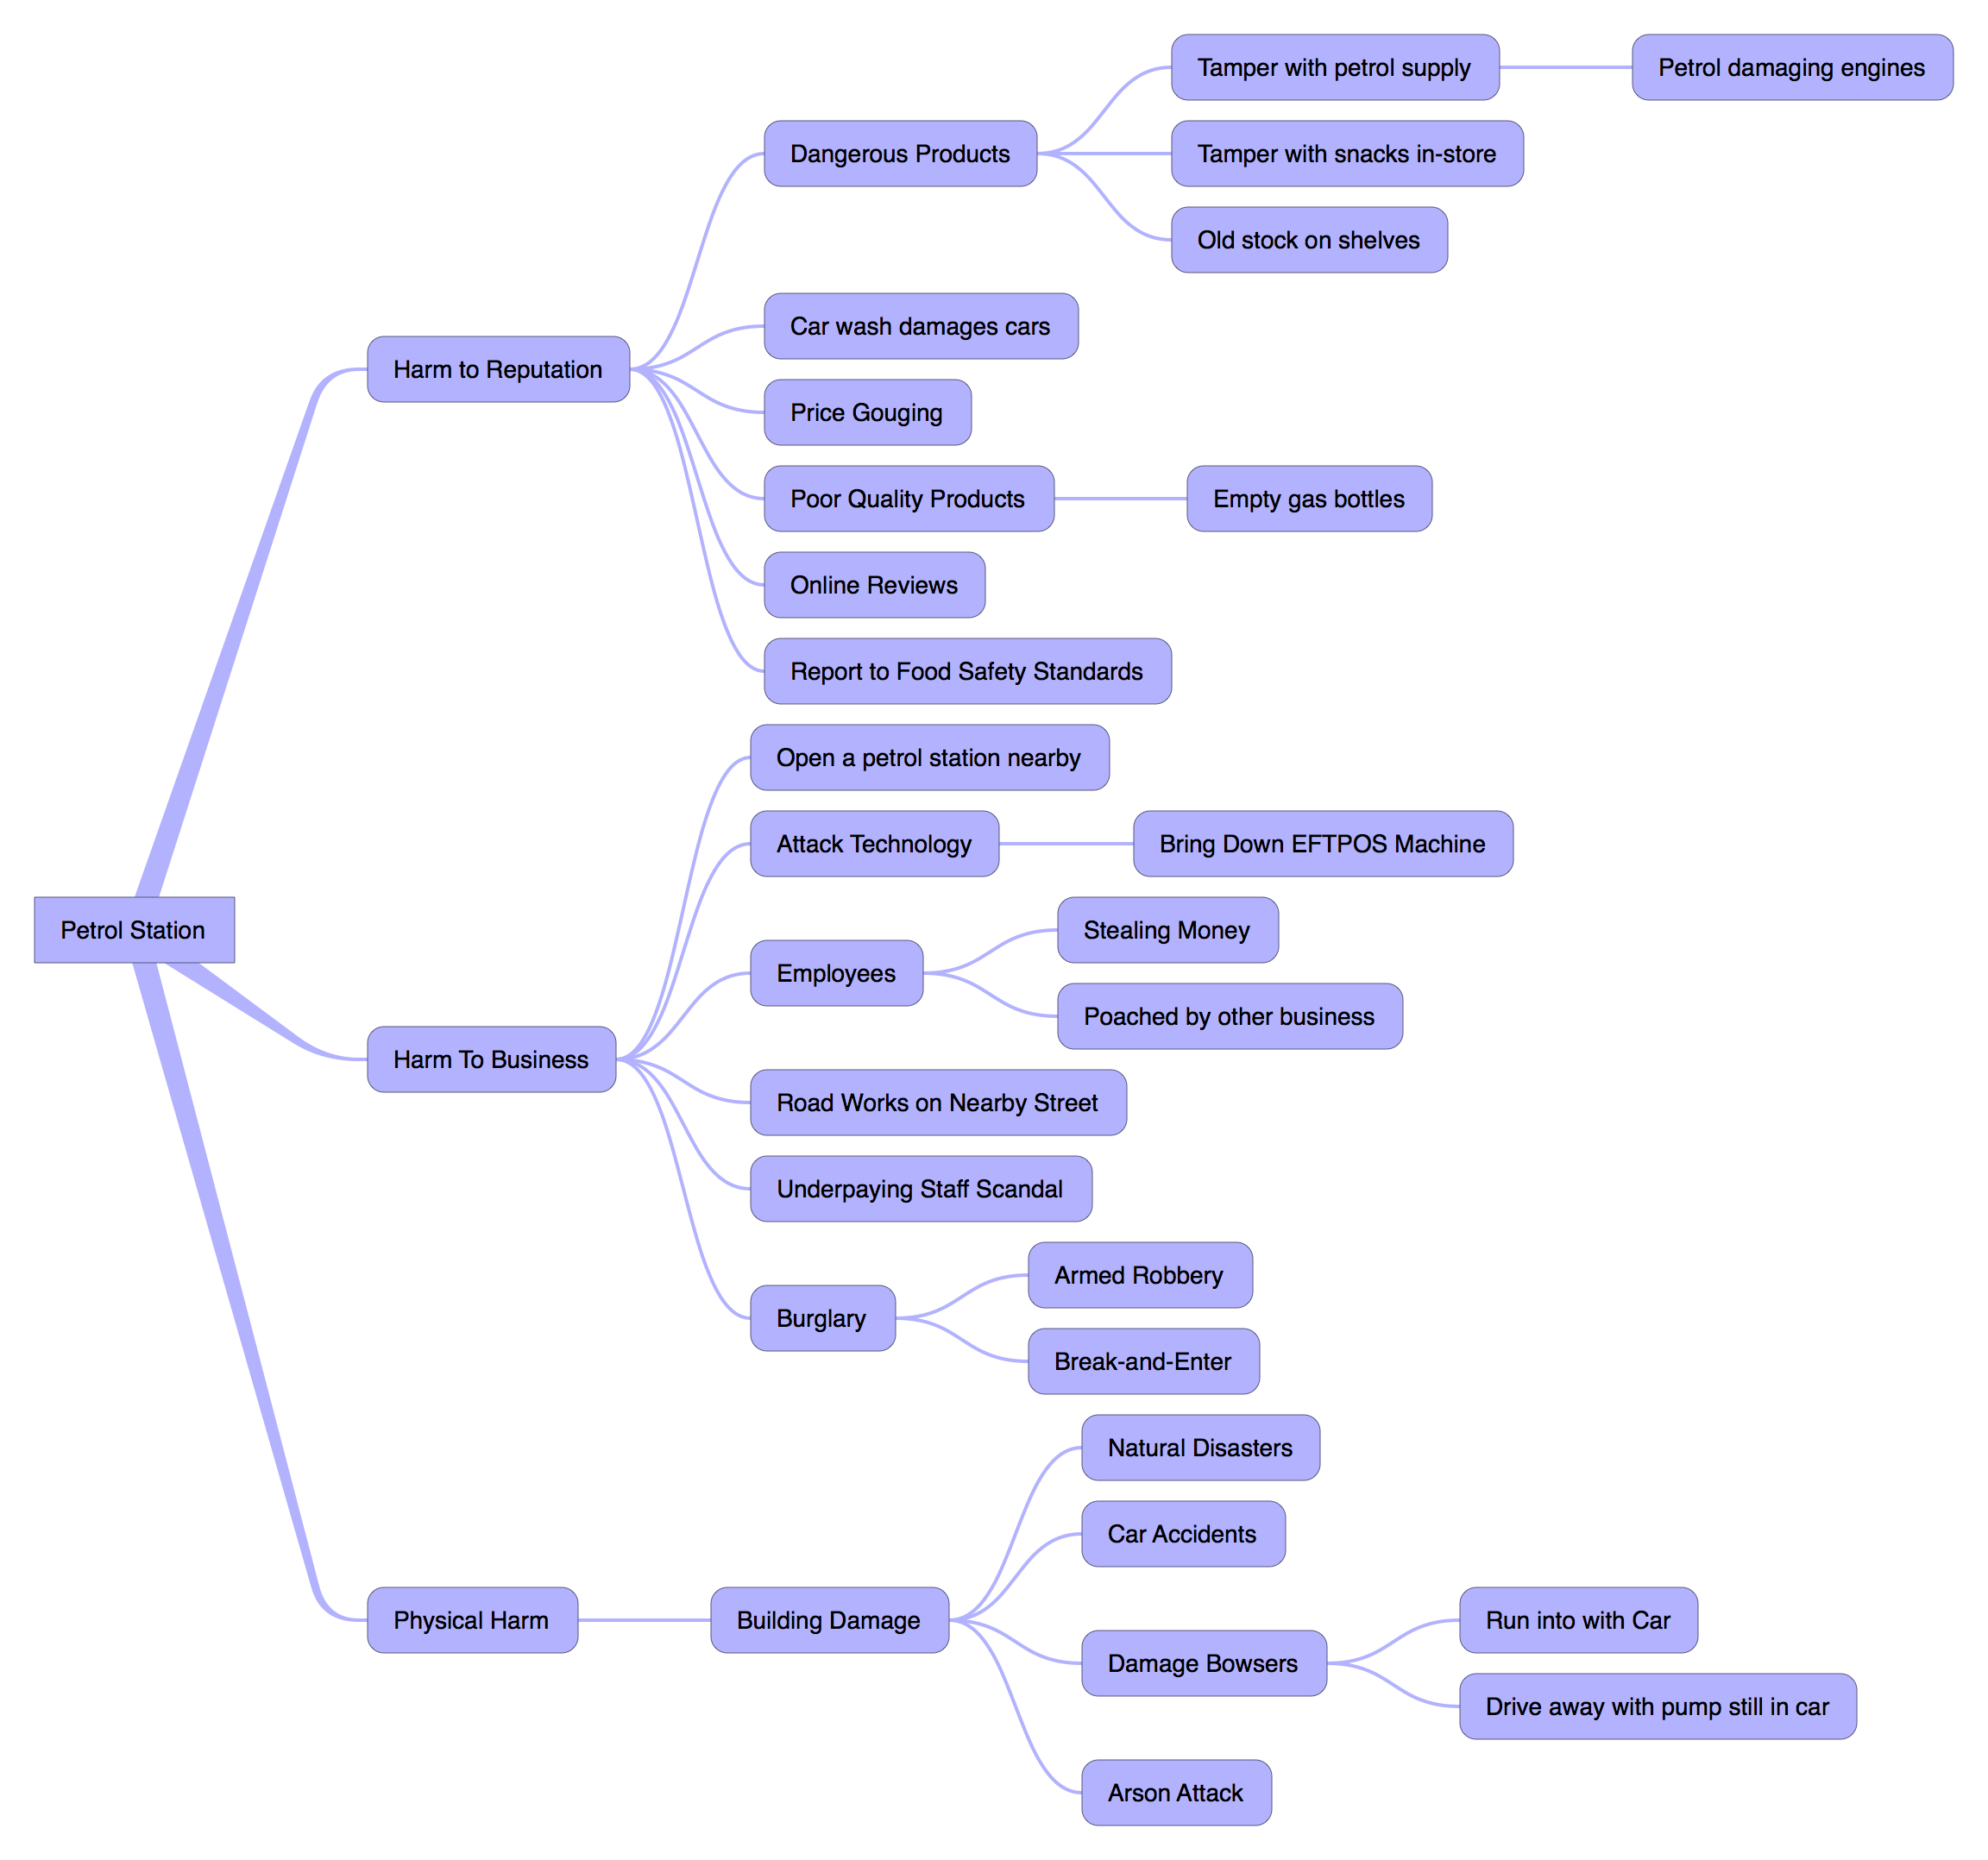 Tamper with petrol supply
Petrol damaging engines
Dangerous Products
Tamper with snacks in-store
Old stock on shelves
Car wash damages cars
Harm to Reputation
Price Gouging
Poor Quality Products
Empty gas bottles
Online Reviews
Report to Food Safety Standards
Open a petrol station nearby
Attack Technology
Bring Down EFTPOS Machine
Petrol Station
Stealing Money
Employees
Poached by other business
Harm To Business
Road Works on Nearby Street
Underpaying Staff Scandal
Armed Robbery
Burglary
Break-and-Enter
Natural Disasters
Car Accidents
Physical Harm
Building Damage
Run into with Car
Damage Bowsers
Drive away with pump still in car
Arson Attack